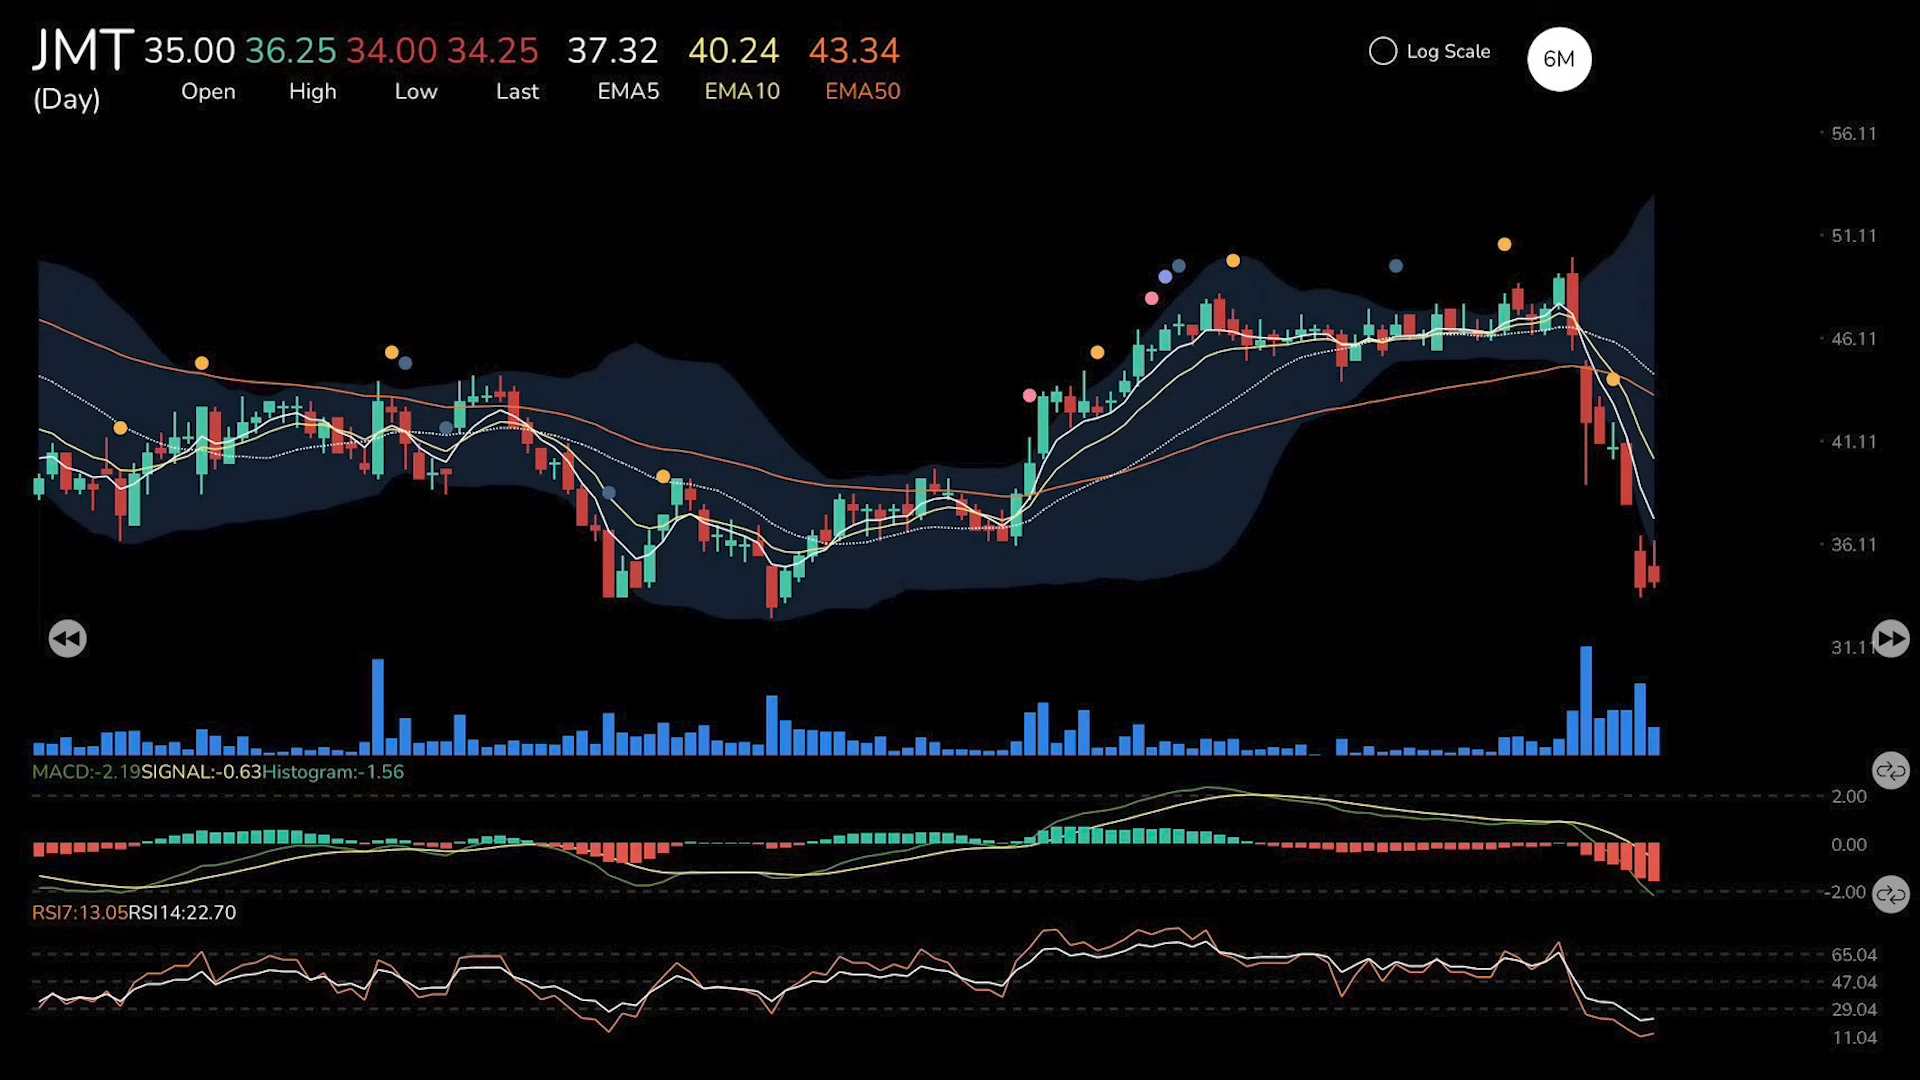 JMT 35.00 36.25 34.00 34.25 37.32 40.24 43.34
(Day) Open High Low Last EMA5 EMA10 EMA50
Log Scale
6M
56.11
51.11
46.11
41.11
36.11
31.11
MACD:-2.19SIGNAL:-0.63Histogram:-1.56
2.00
0.00
-2.00
RSI7:13.05RSI14:22.70
65.04
47.04
29.04
11.04